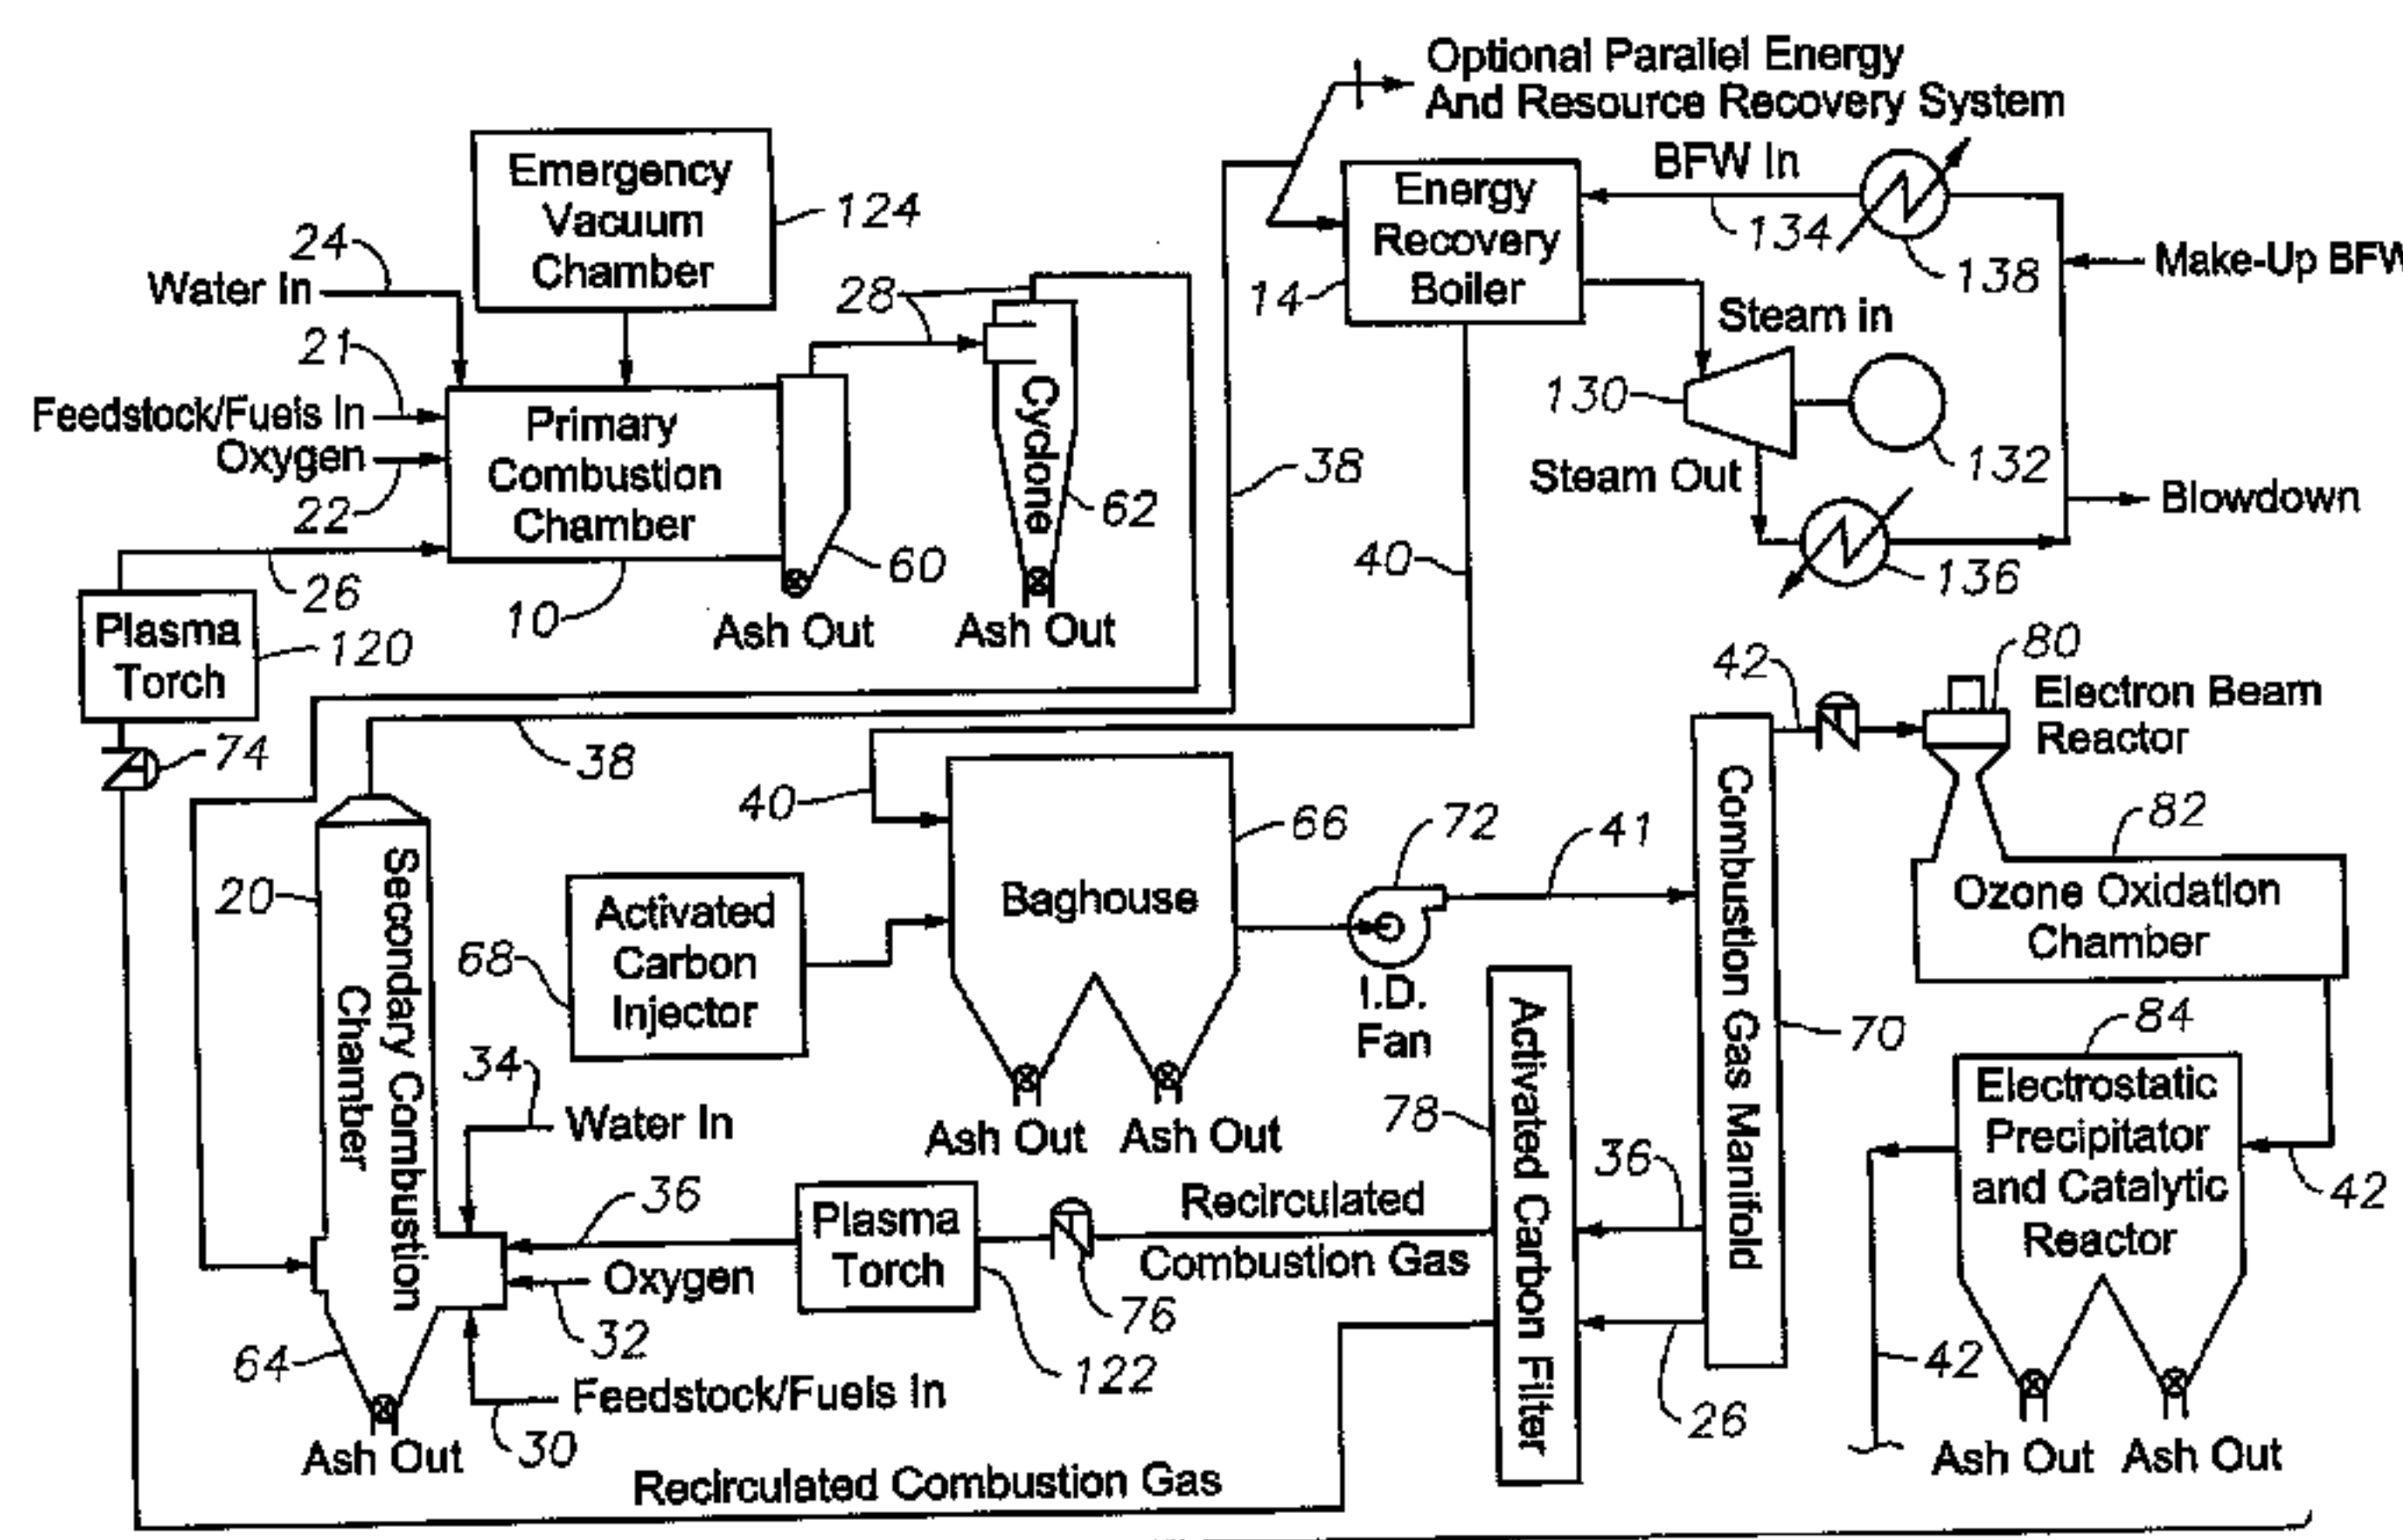 Optional Parallel Energy
And Resource Recovery System
Emergency
Vacuum
Chamber
124
24
Water In
21
Feedstock/Fuels In
Oxygen
22
Primary
Combustion
Chamber
26
10
60
Ash Out
28
Cyclone
62
Ash Out
Plasma
Torch
120
74
38
38
Energy
Recovery
Boiler
14
BFW In
134
138
Make-Up BFW
Steam in
130
132
Steam Out
Blowdown
136
40
40
Baghouse
66
72
41
I.D.
Fan
Ash Out
Ash Out
Activated
Carbon
Injector
68
20
Secondary Combustion
Chamber
34
Water In
36
Oxygen
32
64
Feedstock/Fuels In
30
Ash Out
Plasma
Torch
122
76
Recirculated
Combustion Gas
Recirculated Combustion Gas
78
Activated Carbon Filter
36
26
Combustion Gas Manifold
70
42
80
Electron Beam
Reactor
82
Ozone Oxidation
Chamber
84
Electrostatic
Precipitator
and Catalytic
Reactor
42
42
Ash Out
Ash Out